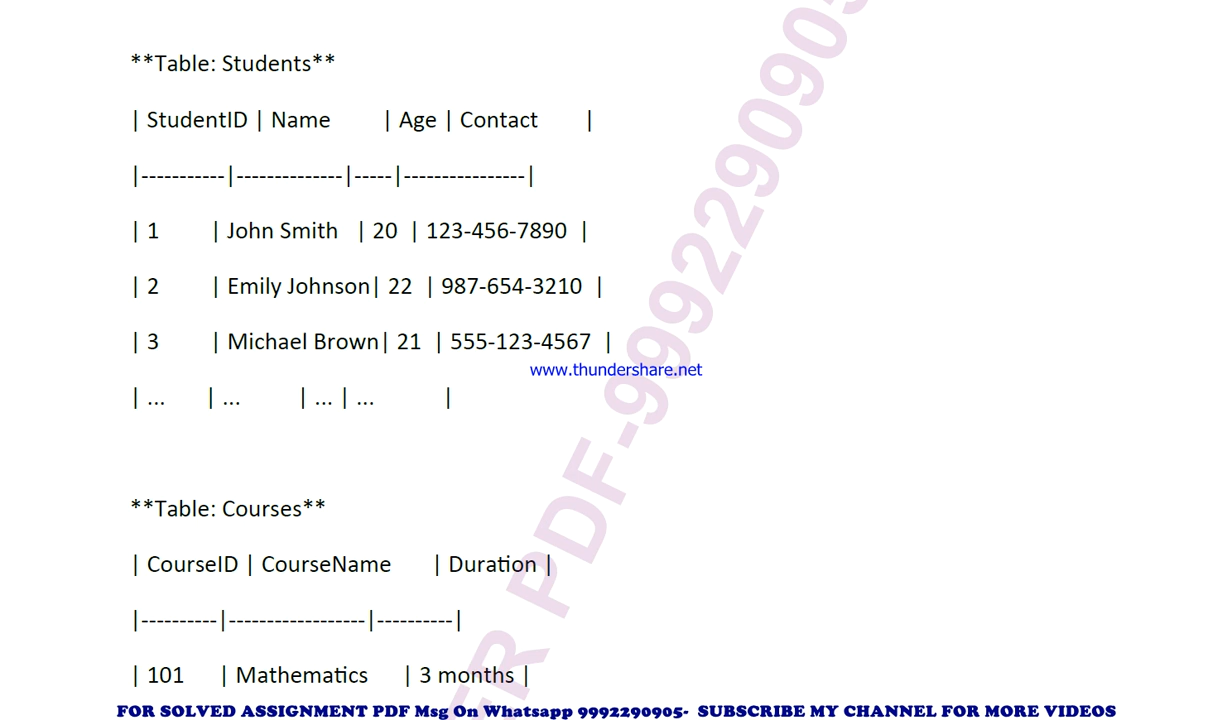 **Table: Students**
| StudentID | Name | Age | Contact |
|-----------|--------------|-----|----------------|
| 1 | John Smith | 20 | 123-456-7890 |
| 2 | Emily Johnson| 22 | 987-654-3210 |
| 3 | Michael Brown| 21 | 555-123-4567 |
www.thundershare.net
| ... | ... | ... | ... |
**Table: Courses**
| CourseID | CourseName | Duration |
|----------|------------------|----------|
| 101 | Mathematics | 3 months |
FOR SOLVED ASSIGNMENT PDF Msg On Whatsapp 9992290905- SUBSCRIBE MY CHANNEL FOR MORE VIDEOS
PDF-999229090